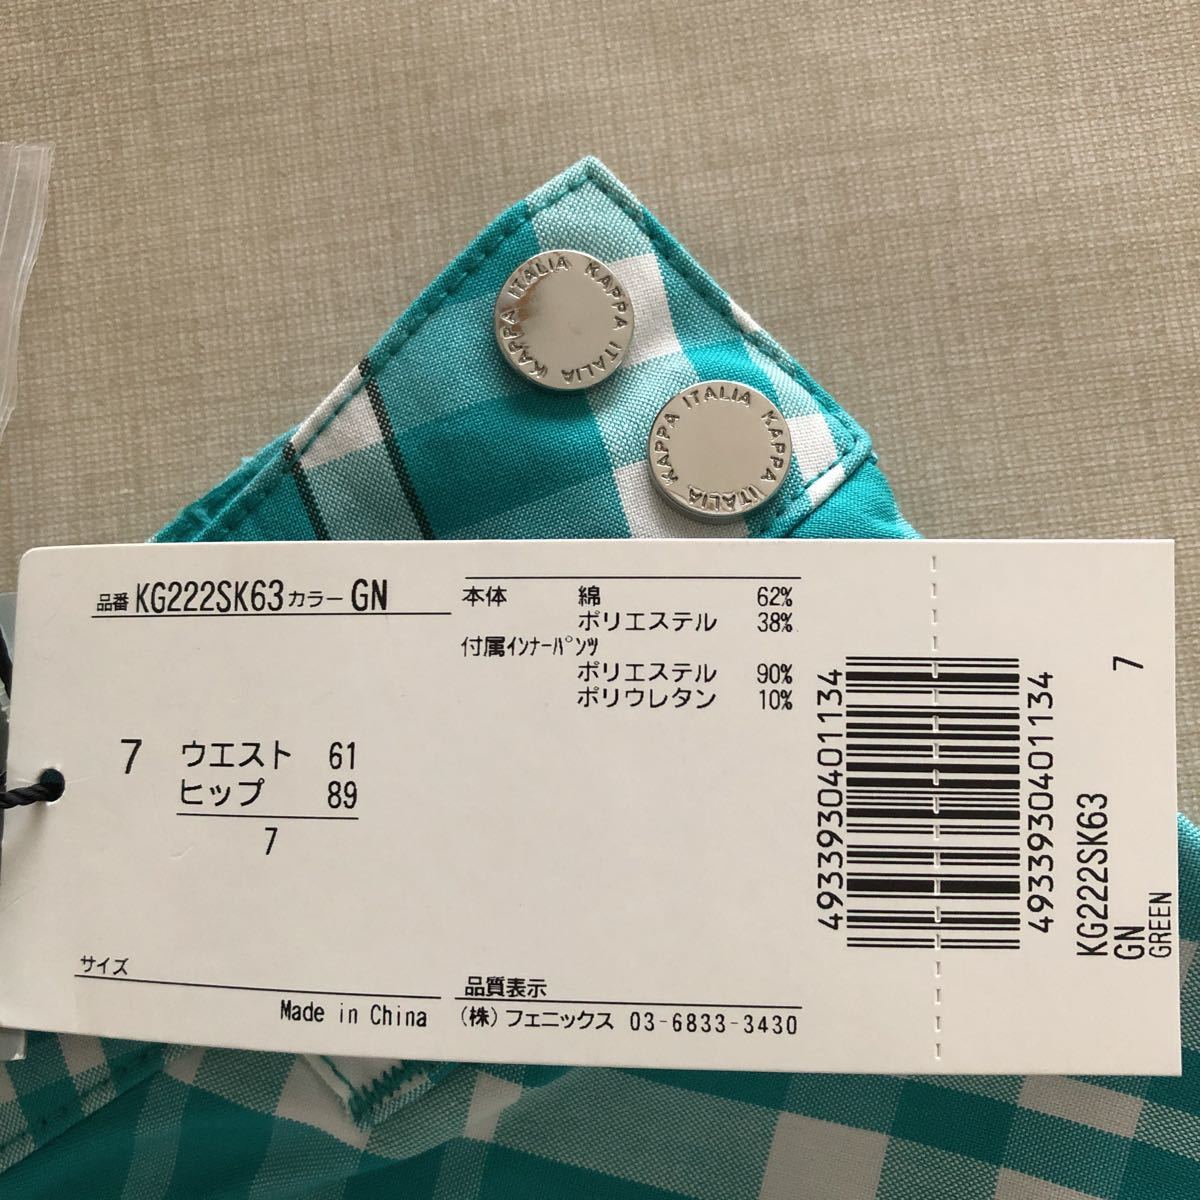 KAPPA ITALIA KAPPA ITALIA
KAPPA ITALIA KAPPA ITALIA
品番 KG222SK63 カラー GN
7 ウエスト 61
ヒップ 89
7
サイズ
Made in China
本体 綿 62%
ポリエステル 38%
付属インナーパンツ
ポリエステル 90%
ポリウレタン 10%
品質表示
(株)フェニックス 03-6833-3430
4933930401134
4933930401134
7
KG222SK63
GN
GREEN